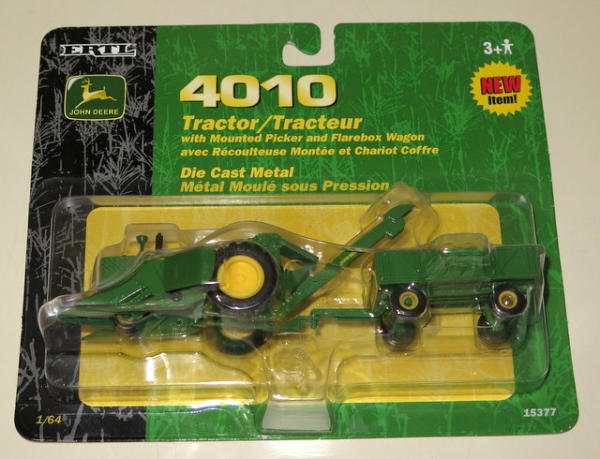 ERTL
JOHN DEERE
4010
3+
NEW
Item!
Tractor/Tracteur
with Mounted Picker and Flarebox Wagon
avec Récoulteuse Montée et Chariot Coffre
Die Cast Metal
Métal Moulé sous Pression
1/64
15377